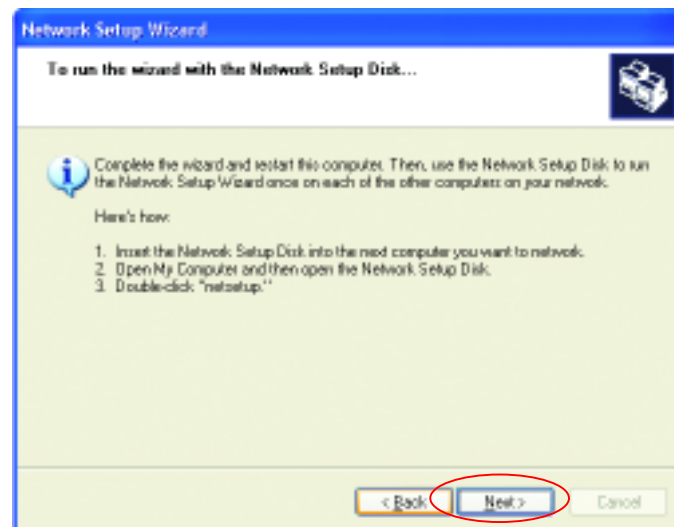 Network Setup Wizard
To run the wizard with the Network Setup Disk...
Complete the wizard and restart this computer. Then, use the Network Setup Disk to run
the Network Setup Wizard once on each of the other computers on your network.
Here's how:
1. Insert the Network Setup Disk into the next computer you want to network.
2. Open My Computer and then open the Network Setup Disk.
3. Double-click "netsetup."
< Back
Next >
Cancel